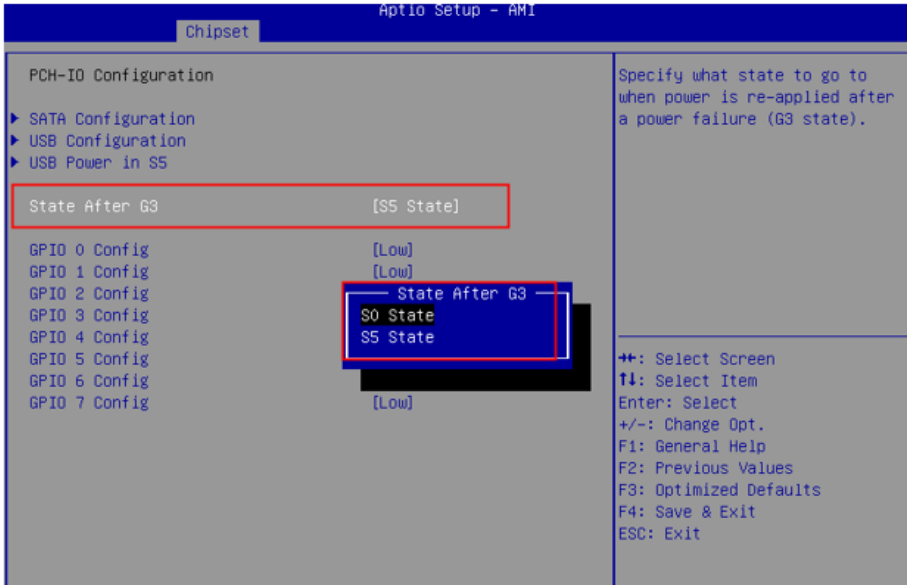 Aptio Setup – AMI
Chipset
PCH-IO Configuration
SATA Configuration
USB Configuration
USB Power in S5
State After G3 [S5 State]
GPIO 0 Config [Low]
GPIO 1 Config [Low]
GPIO 2 Config
GPIO 3 Config
GPIO 4 Config
GPIO 5 Config
GPIO 6 Config
GPIO 7 Config [Low]
State After G3
S0 State
S5 State
Specify what state to go to
when power is re-applied after
a power failure (G3 state).
→←: Select Screen
↑↓: Select Item
Enter: Select
+/-: Change Opt.
F1: General Help
F2: Previous Values
F3: Optimized Defaults
F4: Save & Exit
ESC: Exit